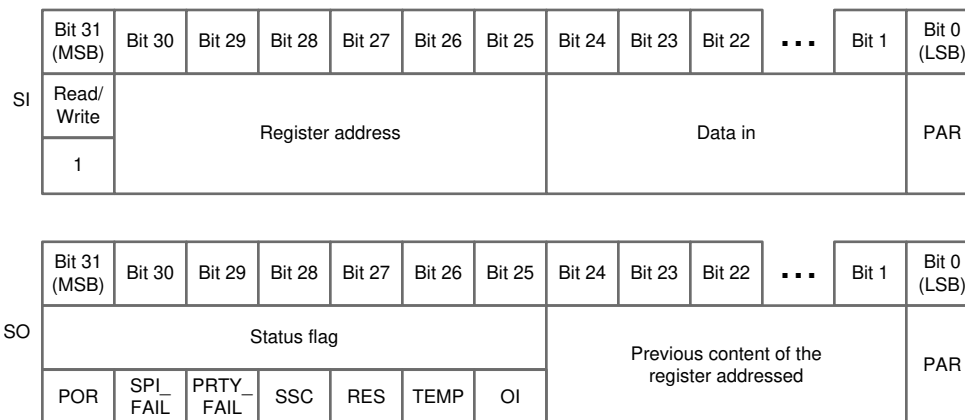 Bit 31 (MSB) Bit 30 Bit 29 Bit 28 Bit 27 Bit 26 Bit 25 Bit 24 Bit 23 Bit 22 ... Bit 1 Bit 0 (LSB)
SI
Read/
Write
1
Register address
Data in
PAR
Bit 31 (MSB) Bit 30 Bit 29 Bit 28 Bit 27 Bit 26 Bit 25 Bit 24 Bit 23 Bit 22 ... Bit 1 Bit 0 (LSB)
SO
Status flag
POR SPI_FAIL PRTY_FAIL SSC RES TEMP OI
Previous content of the
register addressed
PAR